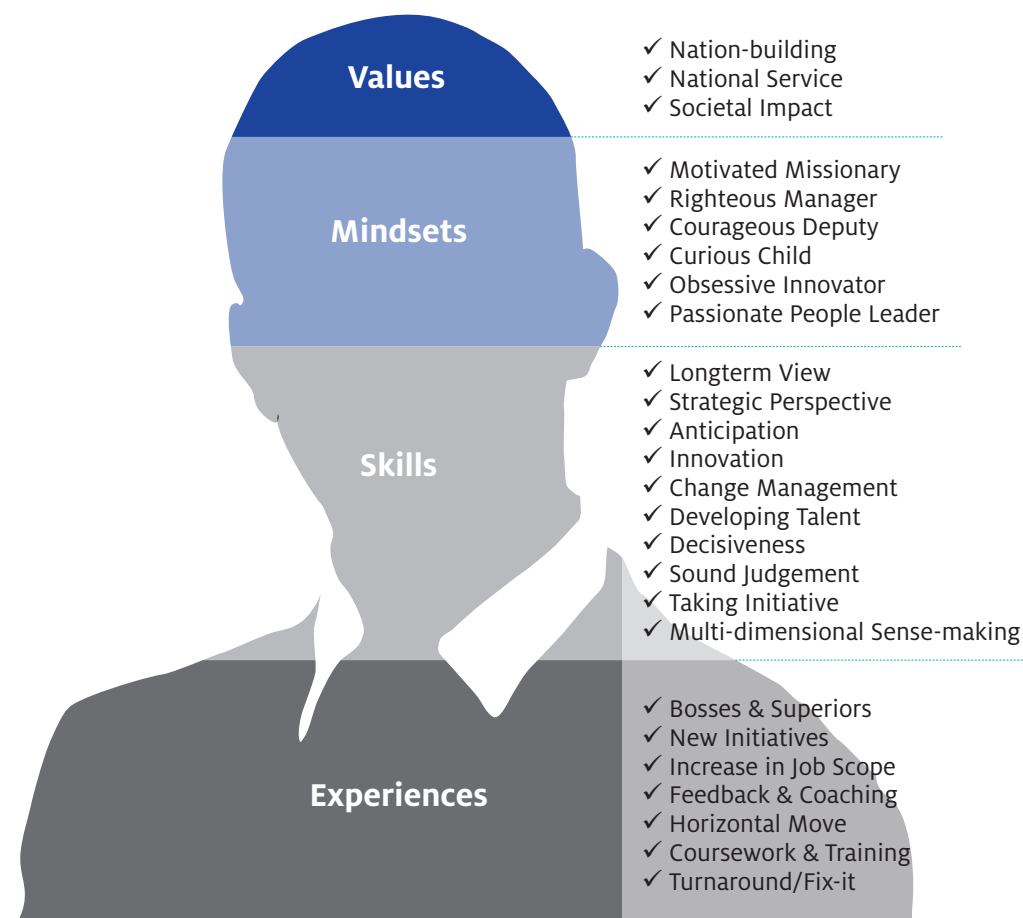 Values
✓ Nation-building
✓ National Service
✓ Societal Impact
Mindsets
✓ Motivated Missionary
✓ Righteous Manager
✓ Courageous Deputy
✓ Curious Child
✓ Obsessive Innovator
✓ Passionate People Leader
Skills
✓ Longterm View
✓ Strategic Perspective
✓ Anticipation
✓ Innovation
✓ Change Management
✓ Developing Talent
✓ Decisiveness
✓ Sound Judgement
✓ Taking Initiative
✓ Multi-dimensional Sense-making
Experiences
✓ Bosses & Superiors
✓ New Initiatives
✓ Increase in Job Scope
✓ Feedback & Coaching
✓ Horizontal Move
✓ Coursework & Training
✓ Turnaround/Fix-it